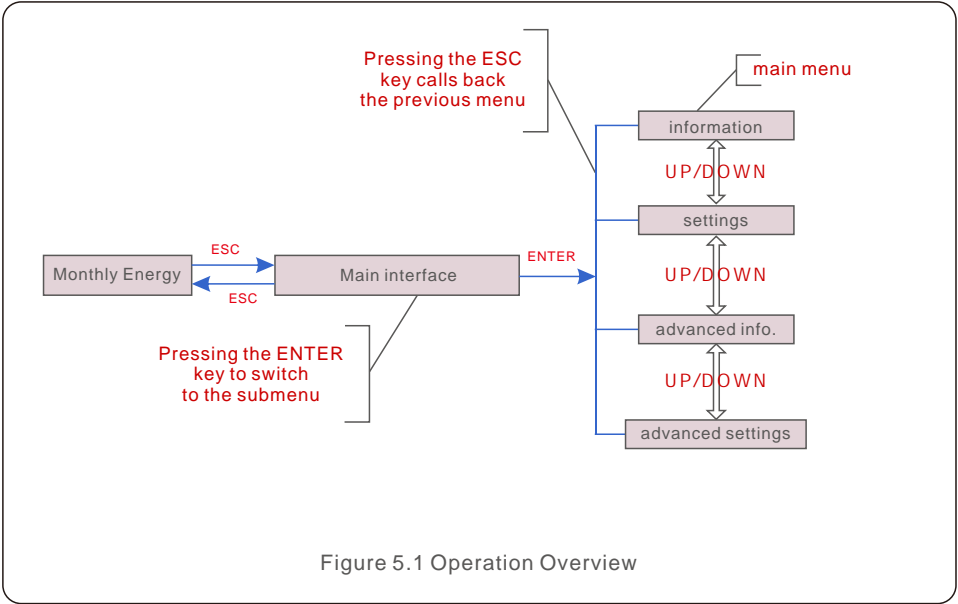 Pressing the ESC
key calls back
the previous menu
main menu
information
UP/DOWN
settings
ESC
ENTER
Monthly Energy
Main interface
UP/DOWN
ESC
advanced info.
Pressing the ENTER
key to switch
to the submenu
UP/DOWN
advanced settings
Figure 5.1 Operation Overview